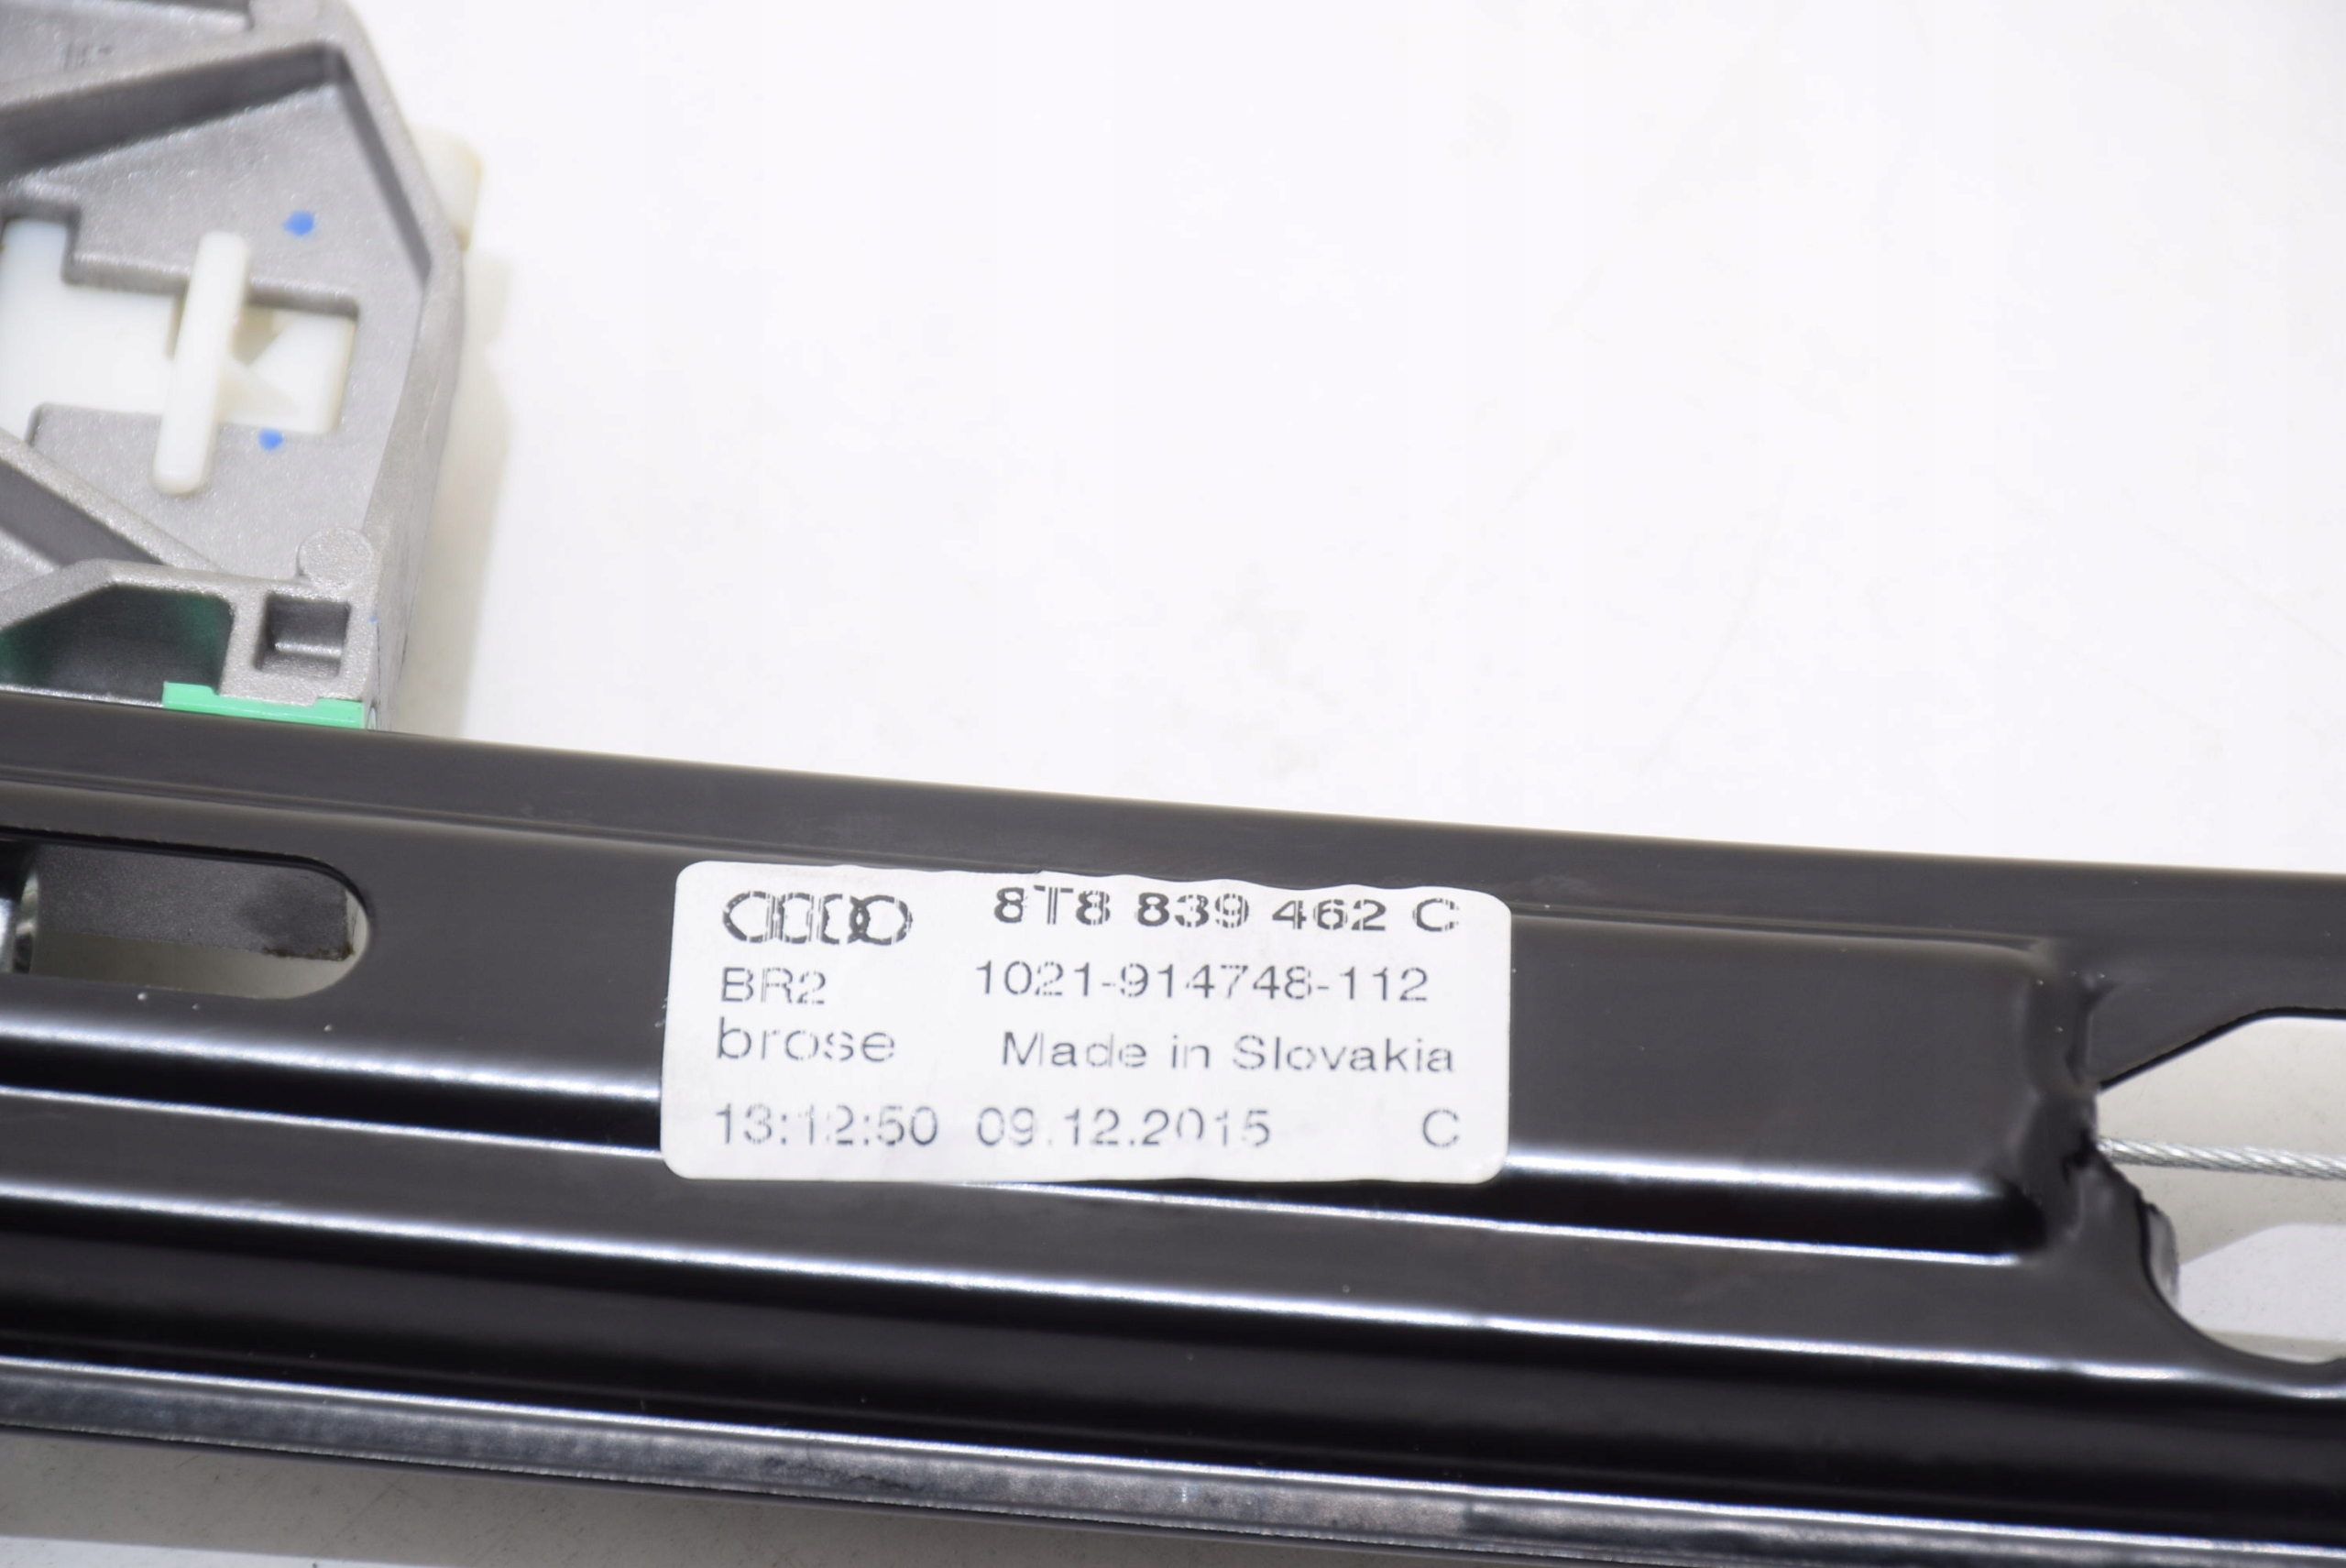 8T8 839 462 C
BR2 1021-914748-112
brose Made in Slovakia
13:12:50 09.12.2015 C